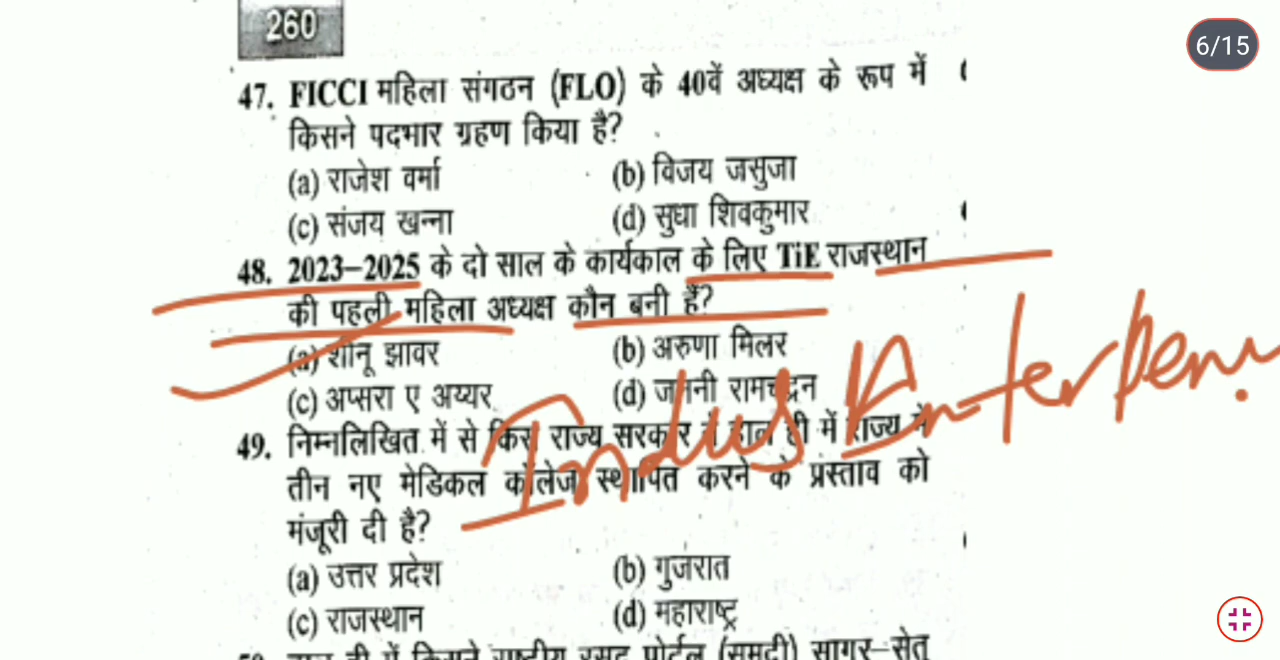 260
6/15
47. FICCI महिला संगठन (FLO) के 40वें अध्यक्ष के रूप में
किसने पदभार ग्रहण किया है?
(a) राजेश वर्मा (b) विजय जसुजा
(c) संजय खन्ना (d) सुधा शिवकुमार
48. 2023-2025 के दो साल के कार्यकाल के लिए TiE राजस्थान
की पहली महिला अध्यक्ष कौन बनी हैं?
(a) शीनू झावर (b) अरुणा मिलर
(c) अप्सरा ए अय्यर (d) जननी रामचंद्रन
Indus
49. निम्नलिखित में से किस राज्य सरकार ने हाल ही में राज्य में
तीन नए मेडिकल कॉलेज स्थापित करने के प्रस्ताव को
मंजूरी दी है?
(a) उत्तर प्रदेश (b) गुजरात
(c) राजस्थान (d) महाराष्ट्र